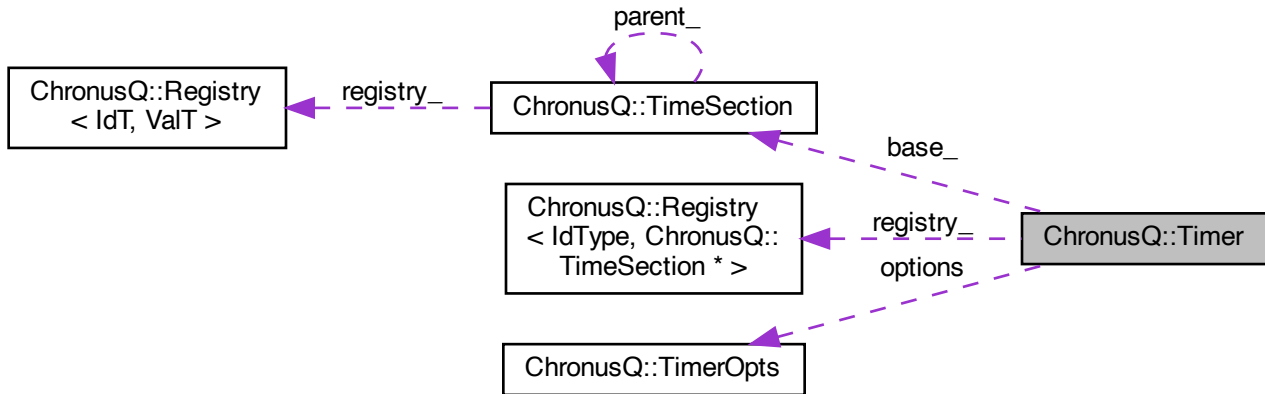 parent_
ChronusQ::Registry
< IdT, ValT >
registry_
ChronusQ::TimeSection
base_
ChronusQ::Registry
< IdType, ChronusQ::
TimeSection * >
registry_
ChronusQ::Timer
options
ChronusQ::TimerOpts